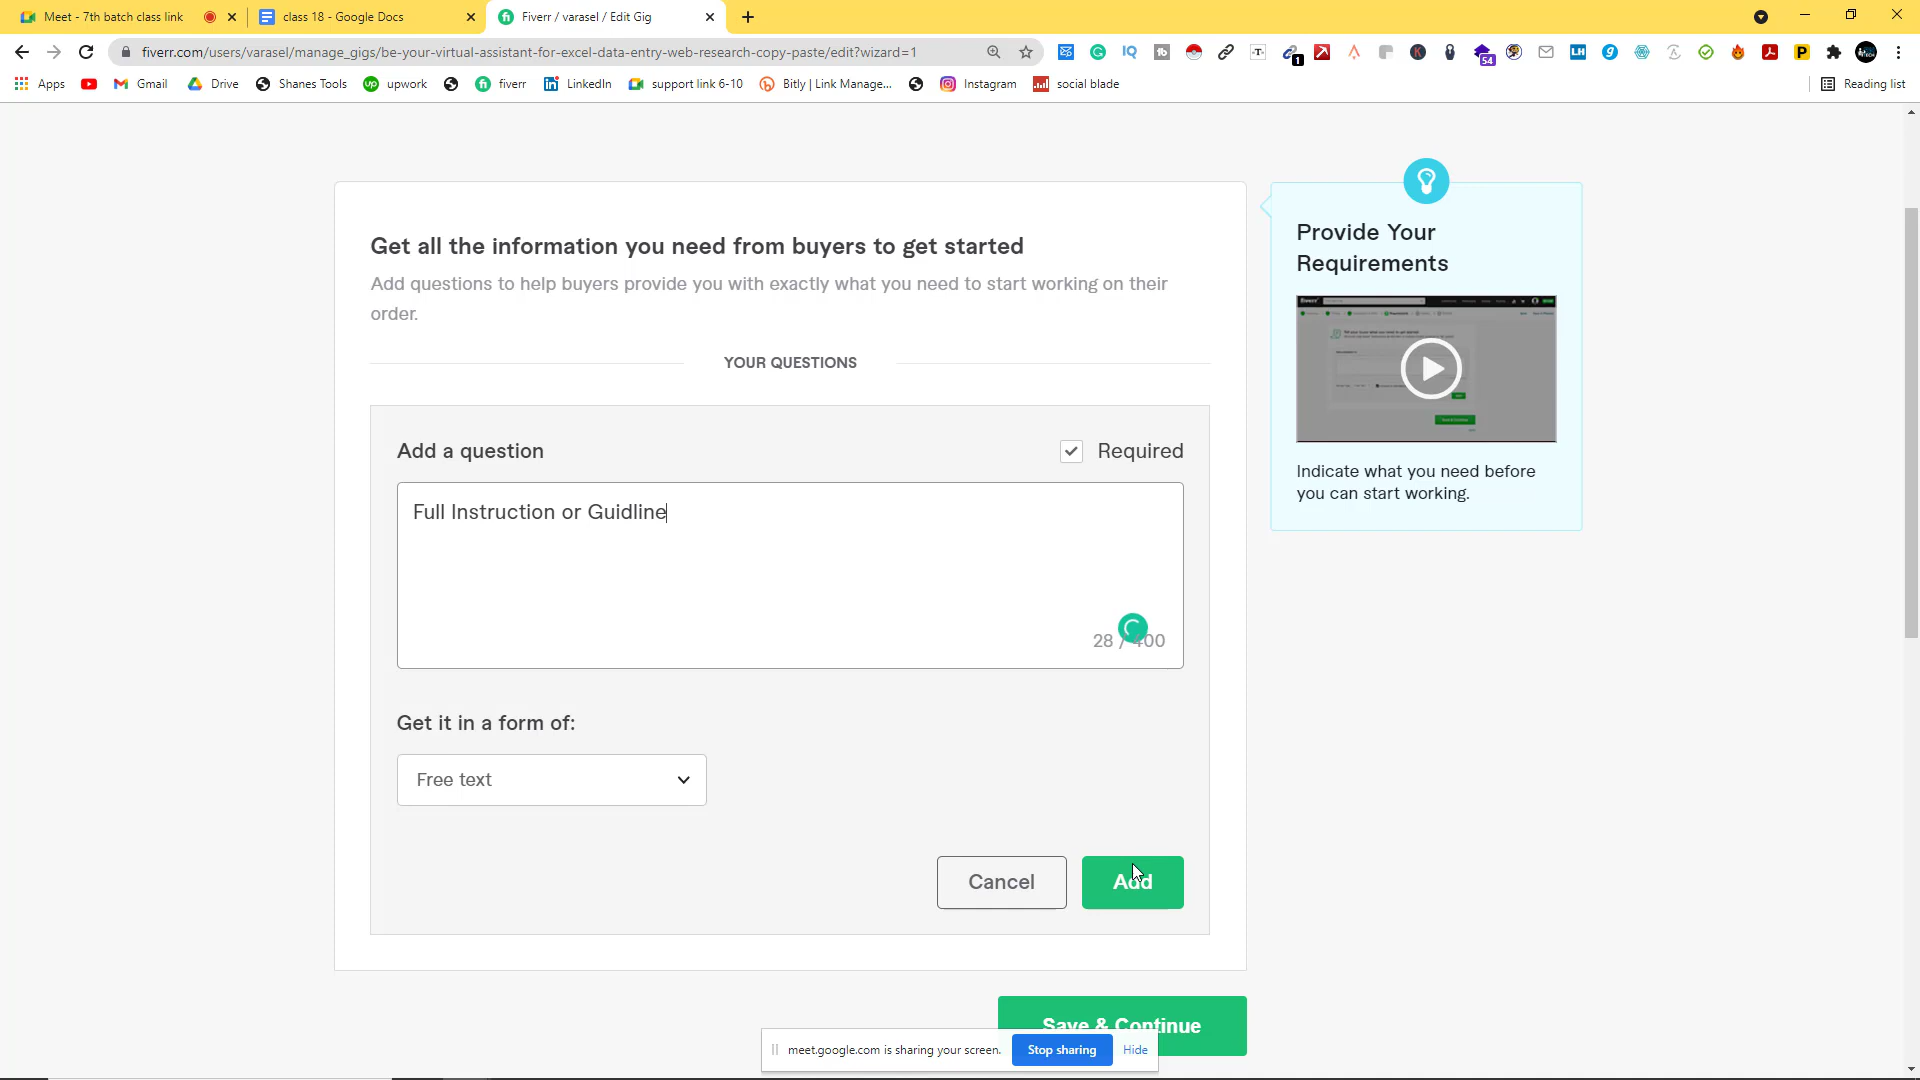 Meet - 7th batch class link
class 18 - Google Docs
Fiverr / varasel / Edit Gig
fiverr.com/users/varasel/manage_gigs/be-your-virtual-assistant-for-excel-data-entry-web-research-copy-paste/edit?wizard=1
Apps
Gmail
Drive
Shanes Tools
upwork
fiverr
LinkedIn
support link 6-10
Bitly | Link Manage...
Instagram
social blade
Reading list
Get all the information you need from buyers to get started
Add questions to help buyers provide you with exactly what you need to start working on their
order.
YOUR QUESTIONS
Add a question
Required
Full Instruction or Guidline
28 / 400
Get it in a form of:
Free text
Cancel
Add
Save & Continue
Provide Your
Requirements
Indicate what you need before
you can start working.
meet.google.com is sharing your screen.
Stop sharing
Hide